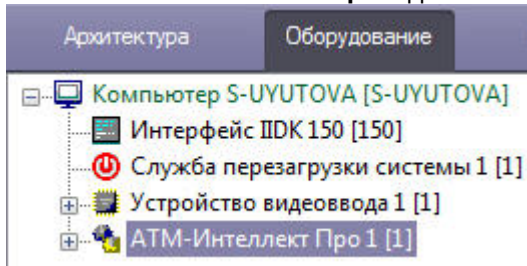 Архитектура Оборудование
Компьютер S-UYUTOVA [S-UYUTOVA]
Интерфейс IIDK 150 [150]
Служба перезагрузки системы 1 [1]
Устройство видеоввода 1 [1]
АТМ-Интеллект Про 1 [1]